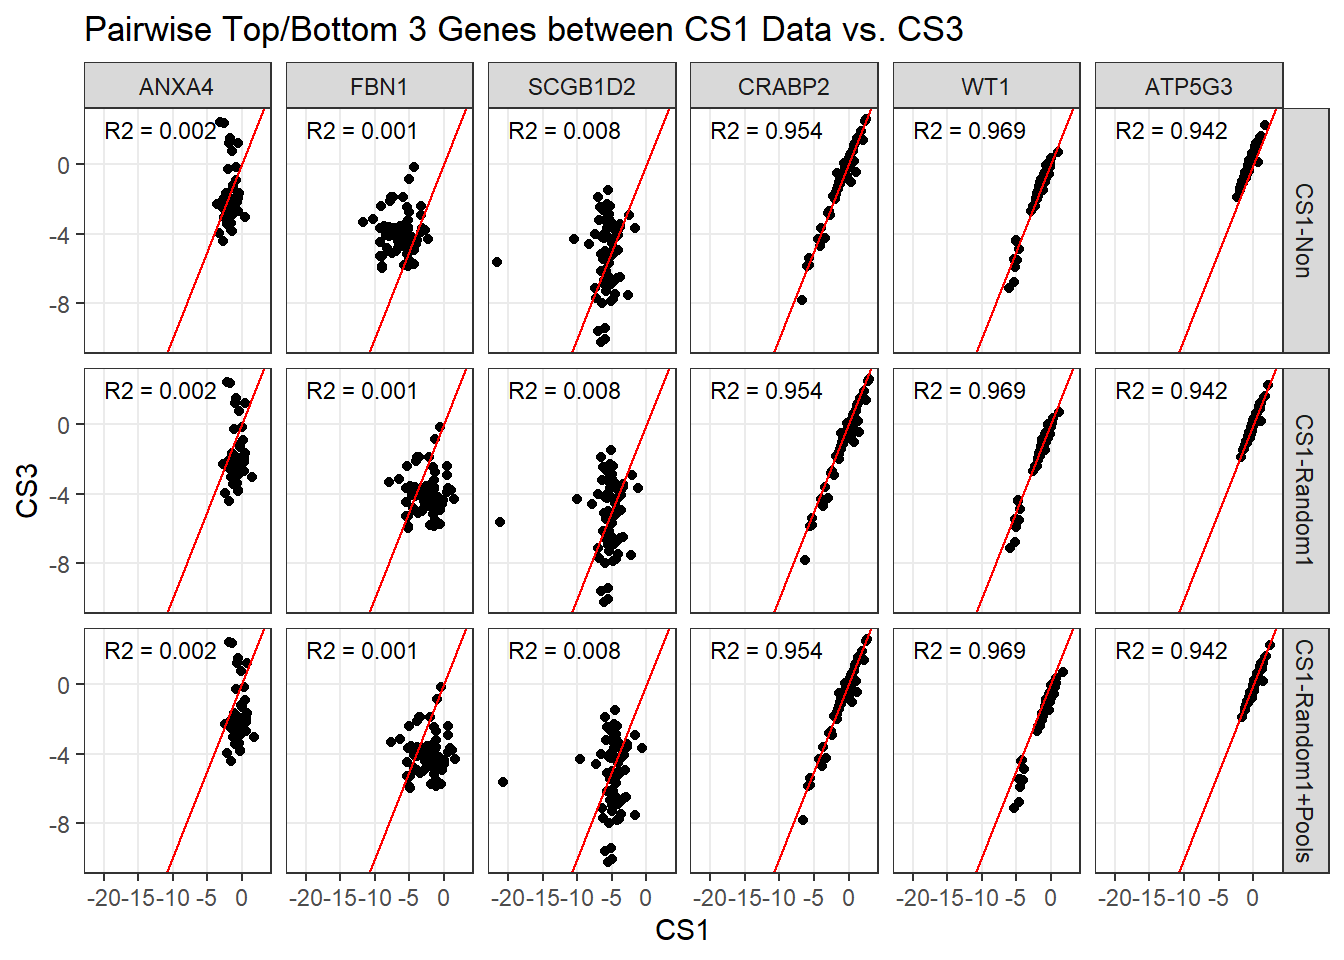 Pairwise Top/Bottom 3 Genes between CS1 Data vs. CS3
ANXA4 FBN1 SCGB1D2 CRABP2 WT1 ATP5G3
R2 = 0.002 R2 = 0.001 R2 = 0.008 R2 = 0.954 R2 = 0.969 R2 = 0.942
0
-4
-8
CS1-Non
R2 = 0.002 R2 = 0.001 R2 = 0.008 R2 = 0.954 R2 = 0.969 R2 = 0.942
0
-4
-8
CS1-Random1
CS3
R2 = 0.002 R2 = 0.001 R2 = 0.008 R2 = 0.954 R2 = 0.969 R2 = 0.942
0
-4
-8
CS1-Random1+Pools
-20 -15 -10 -5 0 -20 -15 -10 -5 0 -20 -15 -10 -5 0 -20 -15 -10 -5 0 -20 -15 -10 -5 0 -20 -15 -10 -5 0
CS1